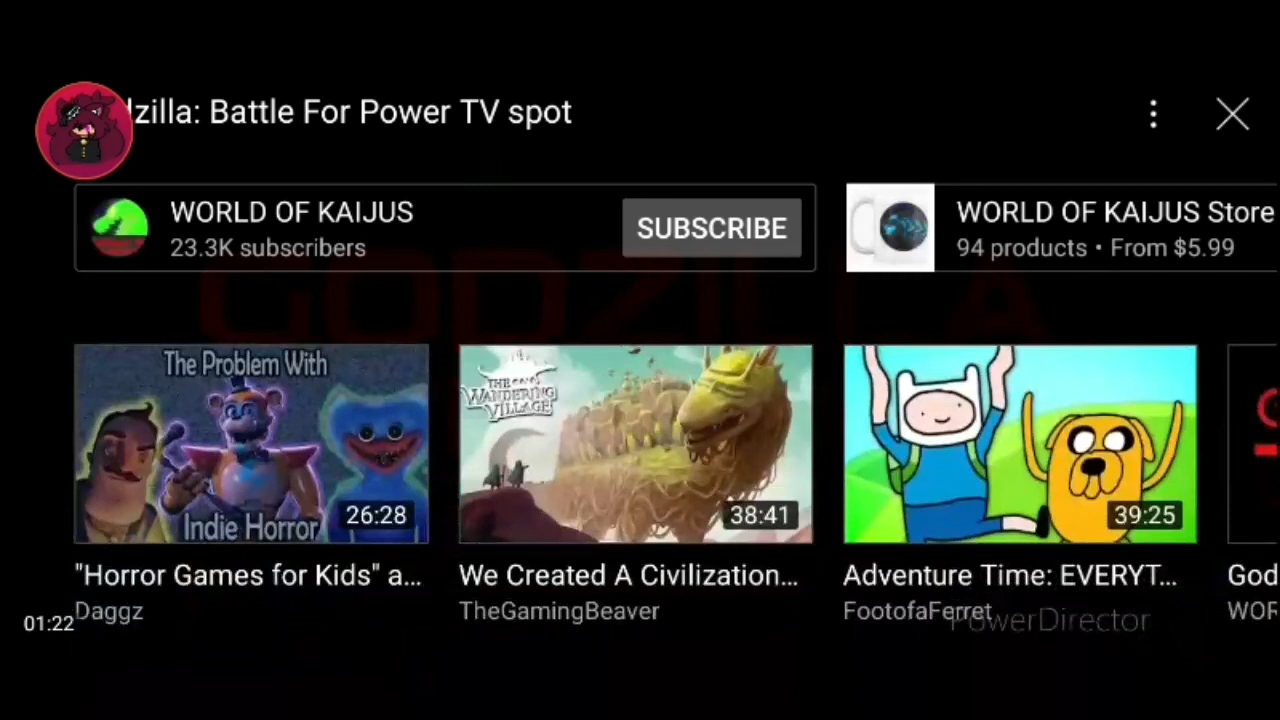 dzilla: Battle For Power TV spot
WORLD OF KAIJUS
23.3K subscribers
SUBSCRIBE
WORLD OF KAIJUS Store
94 products • From $5.99
GODZILLA
The Problem With
Indie Horror
26:28
THE WANDERING VILLAGE
38:41
39:25
"Horror Games for Kids" a...
Daggz
We Created A Civilization...
TheGamingBeaver
Adventure Time: EVERYT...
FootofaFerret
God
WOR
01:22
PowerDirector